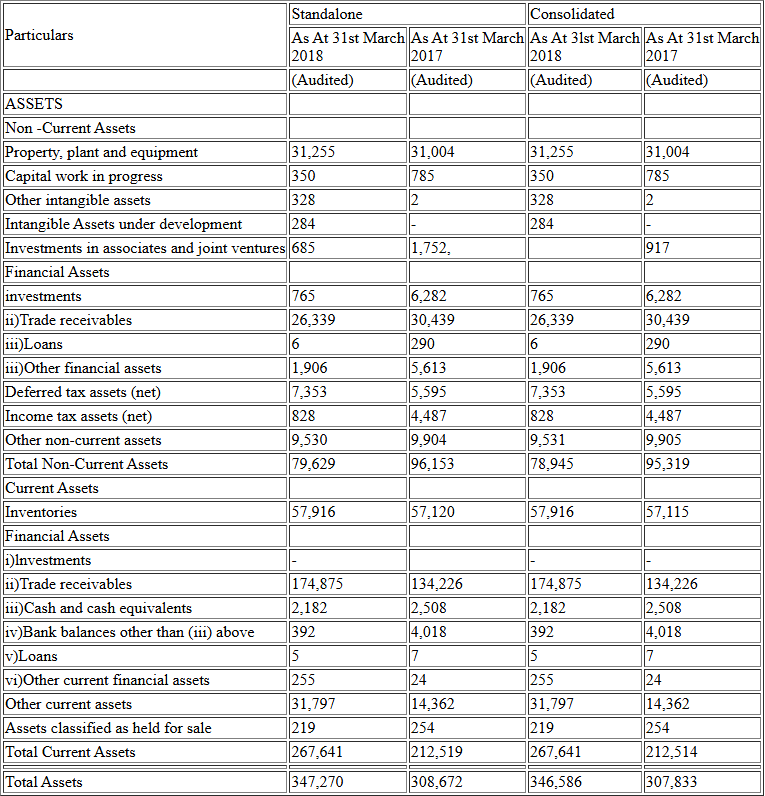 Particulars Standalone Consolidated
As At 31st March 2018 As At 31st March 2017 As At 3lst March 2018 As At 31st March 2017
(Audited) (Audited) (Audited) (Audited)
ASSETS
Non -Current Assets
Property, plant and equipment 31,255 31,004 31,255 31,004
Capital work in progress 350 785 350 785
Other intangible assets 328 2 328 2
Intangible Assets under development 284 - 284 -
Investments in associates and joint ventures 685 1,752, 917
Financial Assets
investments 765 6,282 765 6,282
ii)Trade receivables 26,339 30,439 26,339 30,439
iii)Loans 6 290 6 290
iii)Other financial assets 1,906 5,613 1,906 5,613
Deferred tax assets (net) 7,353 5,595 7,353 5,595
Income tax assets (net) 828 4,487 828 4,487
Other non-current assets 9,530 9,904 9,531 9,905
Total Non-Current Assets 79,629 96,153 78,945 95,319
Current Assets
Inventories 57,916 57,120 57,916 57,115
Financial Assets
i)lnvestments - - -
ii)Trade receivables 174,875 134,226 174,875 134,226
iii)Cash and cash equivalents 2,182 2,508 2,182 2,508
iv)Bank balances other than (iii) above 392 4,018 392 4,018
v)Loans 5 7 5 7
vi)Other current financial assets 255 24 255 24
Other current assets 31,797 14,362 31,797 14,362
Assets classified as held for sale 219 254 219 254
Total Current Assets 267,641 212,519 267,641 212,514
Total Assets 347,270 308,672 346,586 307,833